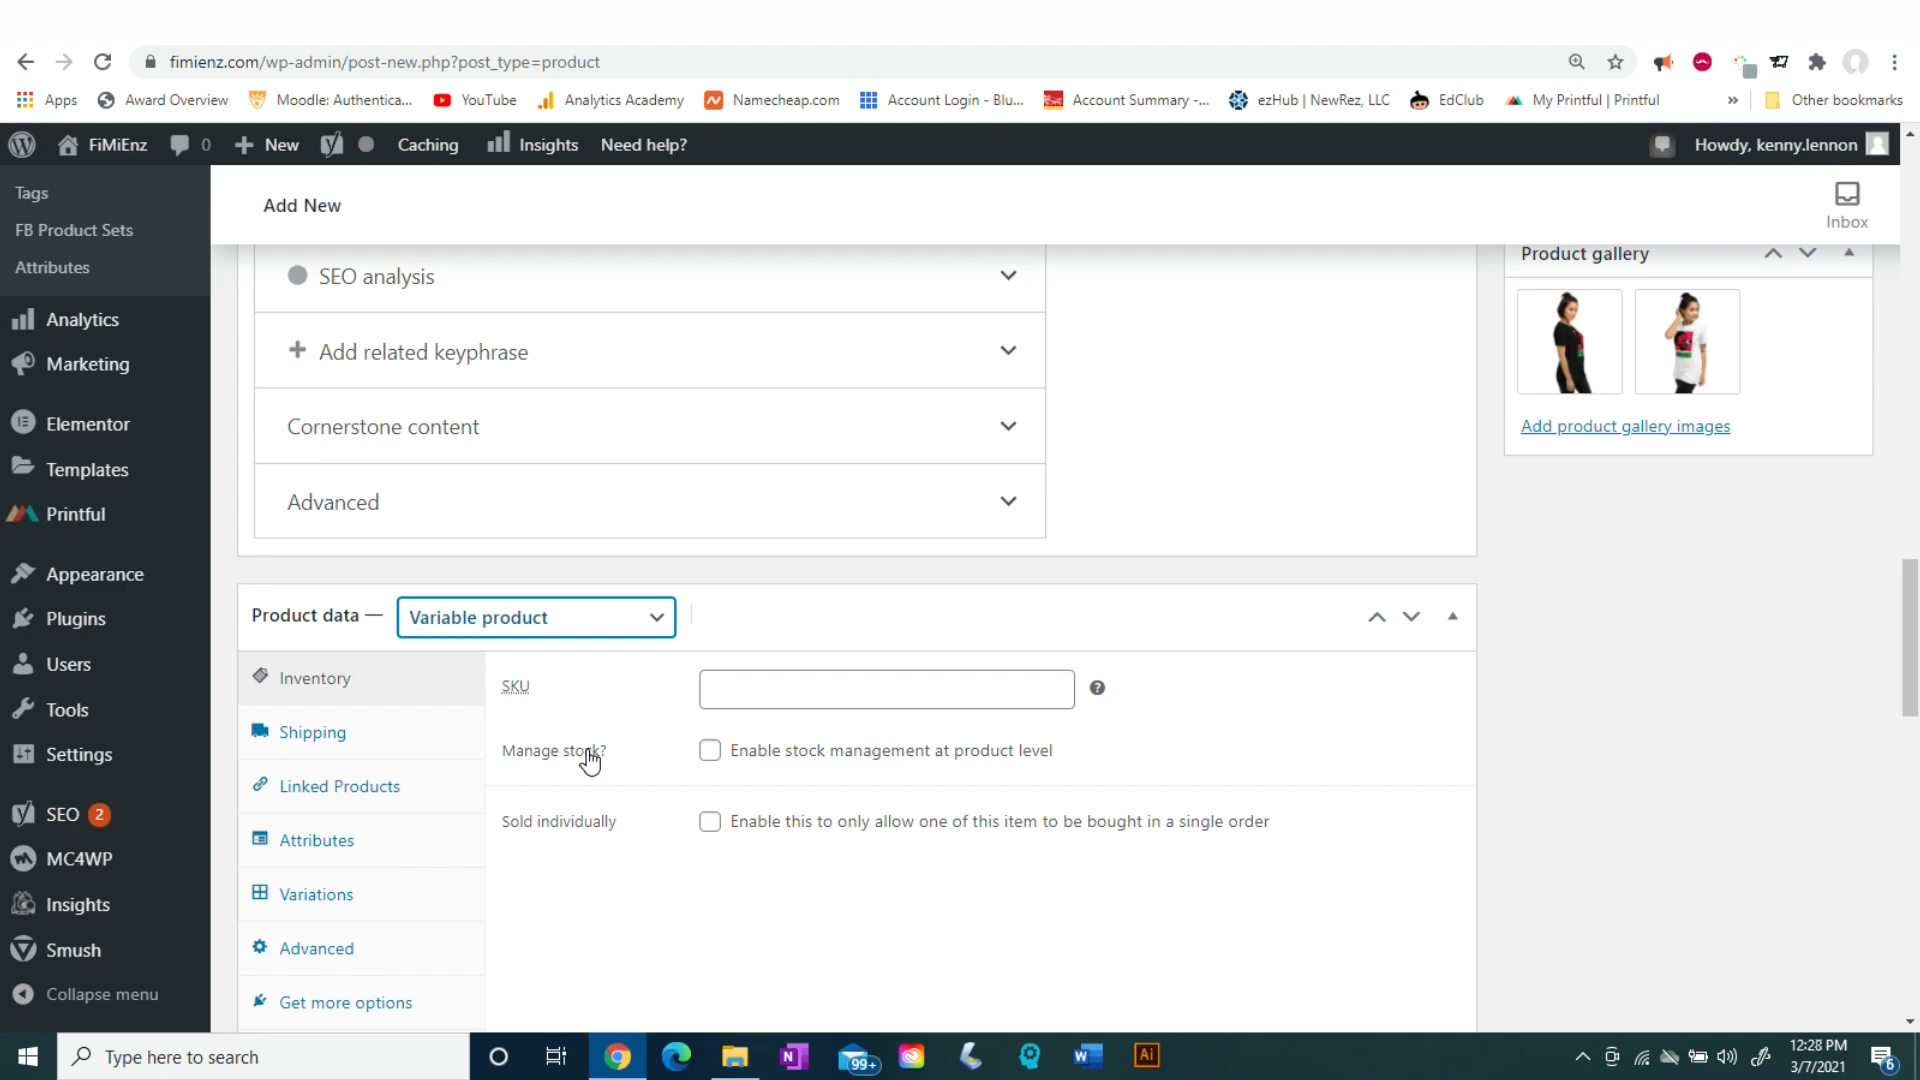 fimienz.com/wp-admin/post-new.php?post_type=product
Apps
Award Overview
Moodle: Authentica...
YouTube
Analytics Academy
Namecheap.com
Account Login - Blu...
Account Summary -...
ezHub | NewRez, LLC
EdClub
My Printful | Printful
»
Other bookmarks
FiMiEnz
0
New
Caching
Insights
Need help?
Howdy, kenny.lennon
Tags
FB Product Sets
Attributes
Analytics
Marketing
Elementor
Templates
Printful
Appearance
Plugins
Users
Tools
Settings
SEO 2
MC4WP
Insights
Smush
Collapse menu
Add New
Inbox
SEO analysis
Add related keyphrase
Cornerstone content
Advanced
Product gallery
Add product gallery images
Product data — Variable product
Inventory
Shipping
Linked Products
Attributes
Variations
Advanced
Get more options
SKU
Manage stock?
Enable stock management at product level
Sold individually
Enable this to only allow one of this item to be bought in a single order
Type here to search
99+
Ai
12:28 PM
3/7/2021
6